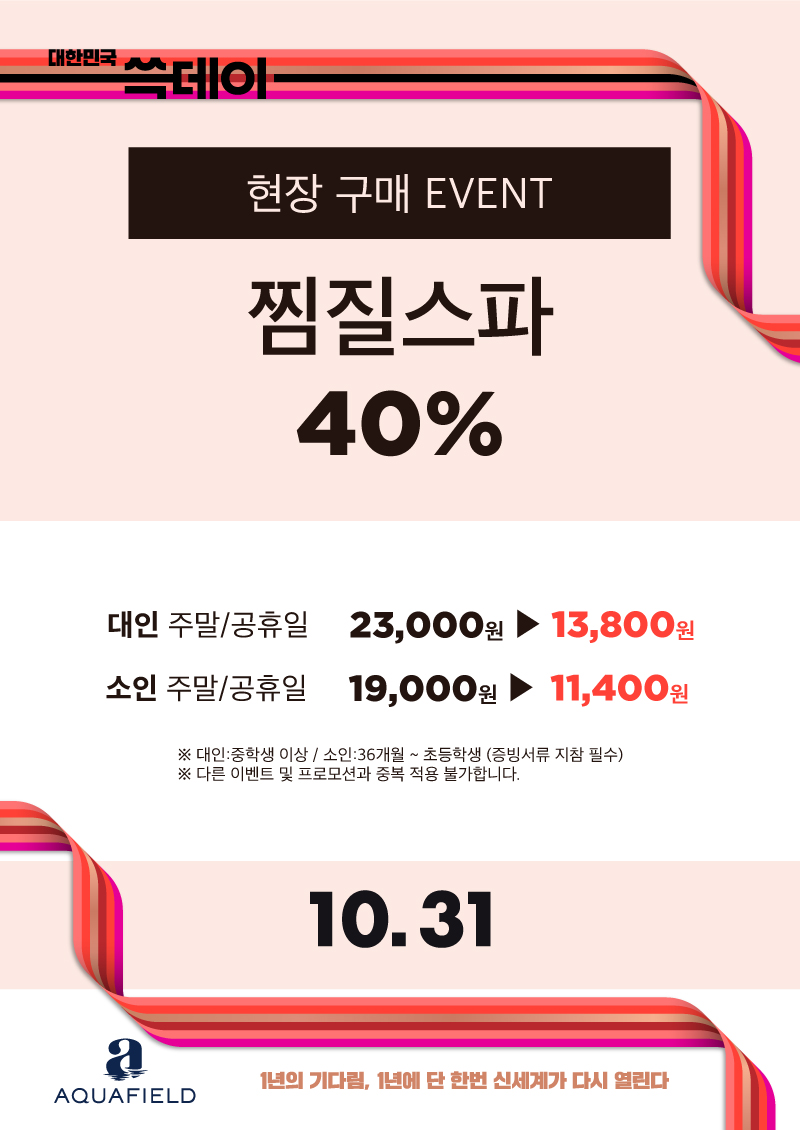 대한민국
쓱데이
현장 구매 EVENT
찜질스파
40%
대인 주말/공휴일 23,000원 ▶ 13,800원
소인 주말/공휴일 19,000원 ▶ 11,400원
※ 대인:중학생 이상 / 소인:36개월 ~ 초등학생 (증빙서류 지참 필수)
※ 다른 이벤트 및 프로모션과 중복 적용 불가합니다.
10. 31
a
AQUAFIELD
1년의 기다림, 1년에 단 한번 신세계가 다시 열린다